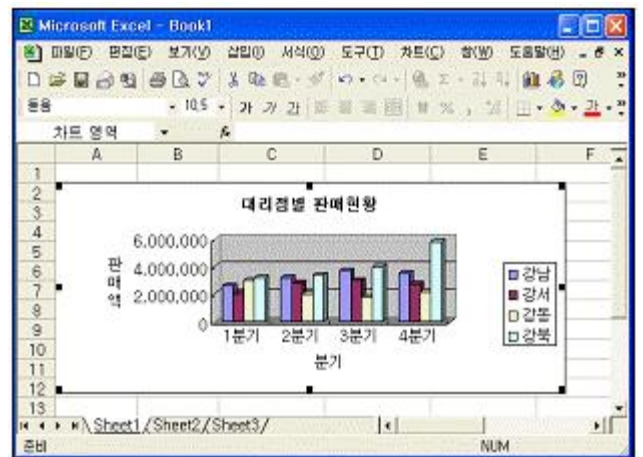 Microsoft Excel - Book1
파일(F) 편집(E) 보기(V) 삽입(I) 서식(O) 도구(T) 차트(C) 창(W) 도움말(H)
돋움 10.5 가 가 가 % , 가
차트 영역 fx
A B C D E F
1
2
3
4
5
6
7
8
9
10
11
12
13
대리점별 판매현황
판매액
6,000,000
4,000,000
2,000,000
0
1분기 2분기 3분기 4분기
분기
강남
강서
강동
강북
Sheet1 / Sheet2 / Sheet3 /
준비 NUM